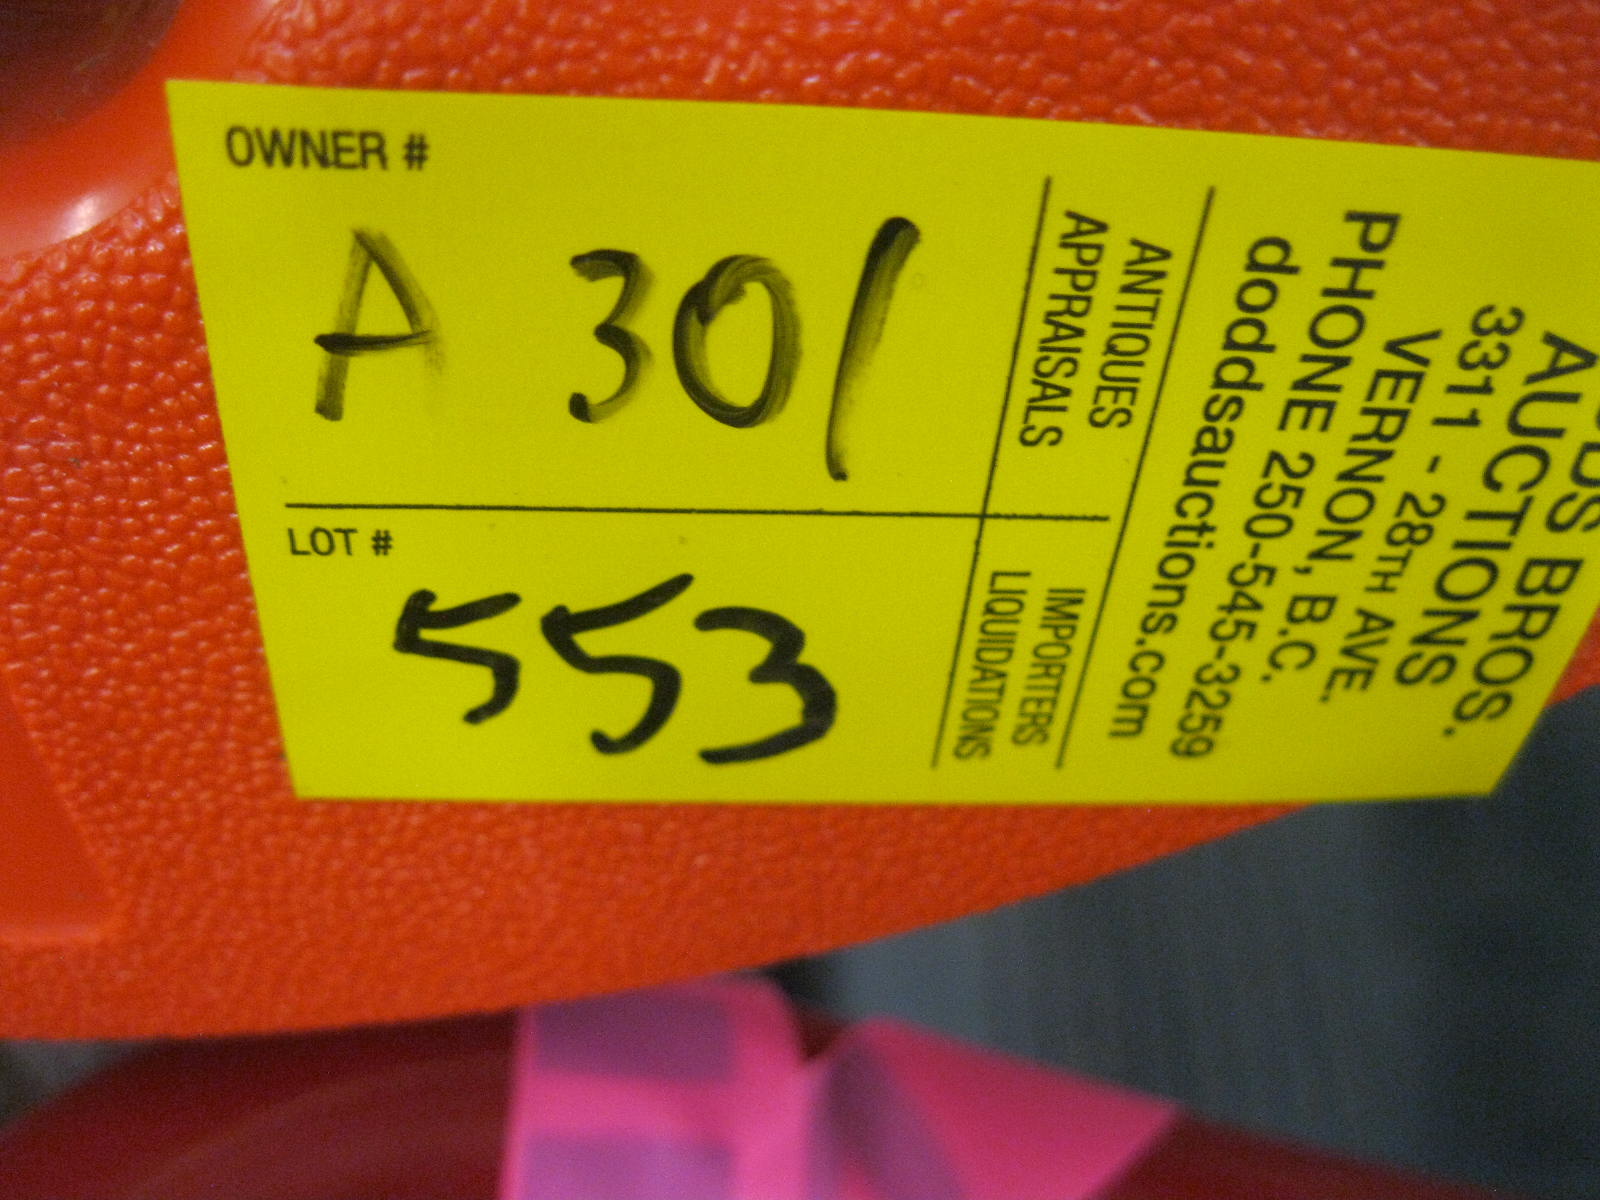 OWNER #
A 301
LOT #
553
ANTIQUES
APPRAISALS
IMPORTERS
LIQUIDATIONS
BROS.
AUCTIONS
3311 - 28TH AVE.
VERNON, B.C.
PHONE 250-545-3259
doddsauctions.com